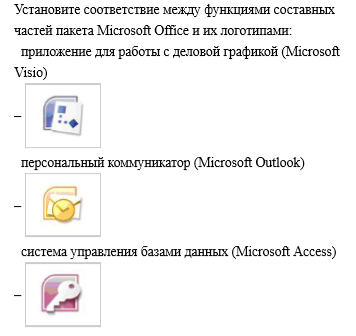 Установите соответствие между функциями составных
частей пакета Microsoft Office и их логотипами:
приложение для работы с деловой графикой (Microsoft
Visio)
–
персональный коммуникатор (Microsoft Outlook)
–
система управления базами данных (Microsoft Access)
–